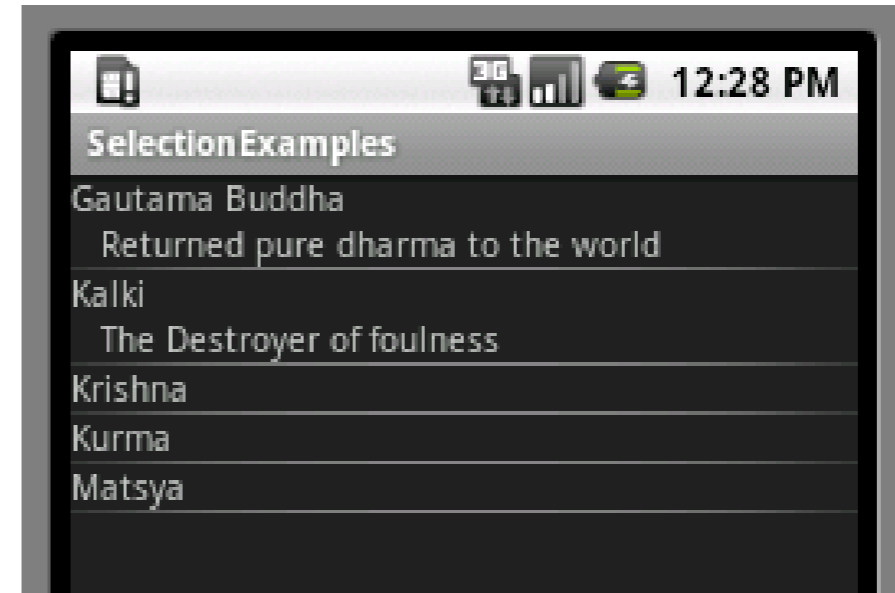 3G 12:28 PM
SelectionExamples
Gautama Buddha
Returned pure dharma to the world
Kalki
The Destroyer of foulness
Krishna
Kurma
Matsya